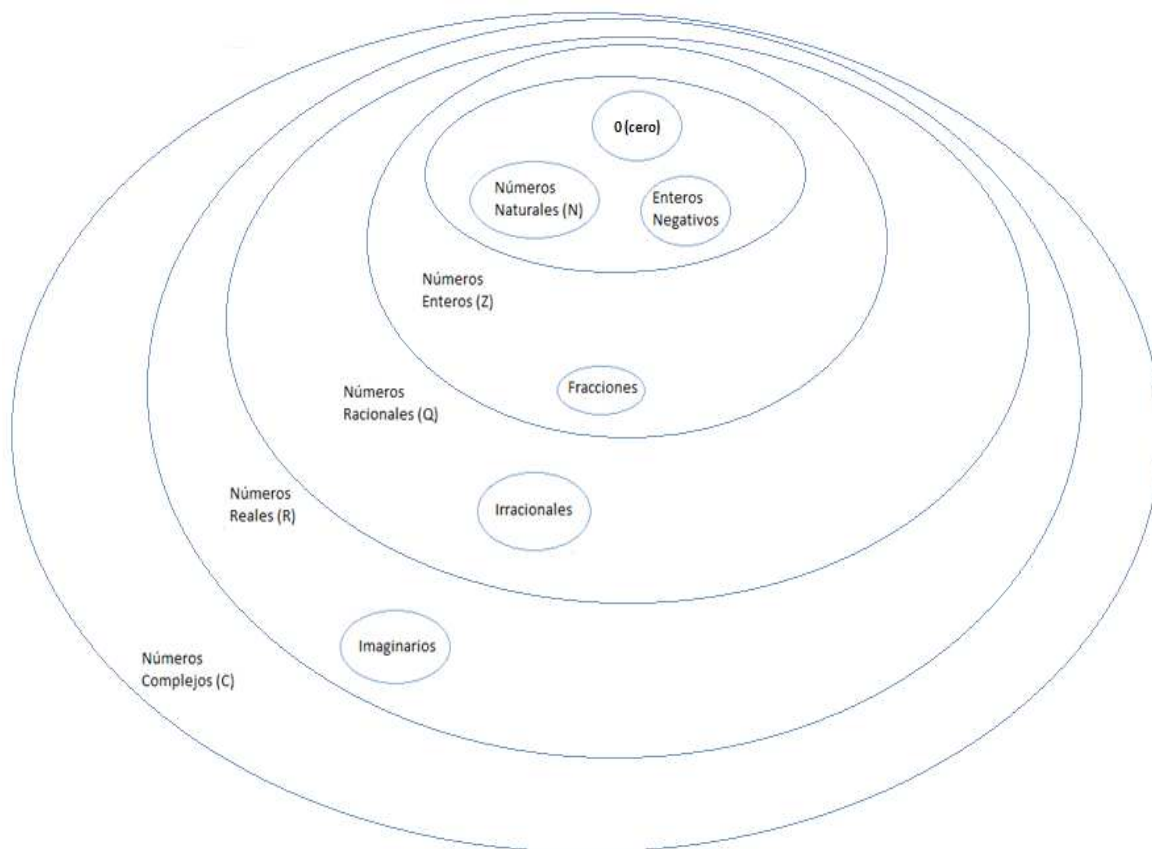 0 (cero)
Números
Naturales (N)
Enteros
Negativos
Números
Enteros (Z)
Fracciones
Números
Racionales (Q)
Números
Reales (R)
Irracionales
Imaginarios
Números
Complejos (C)